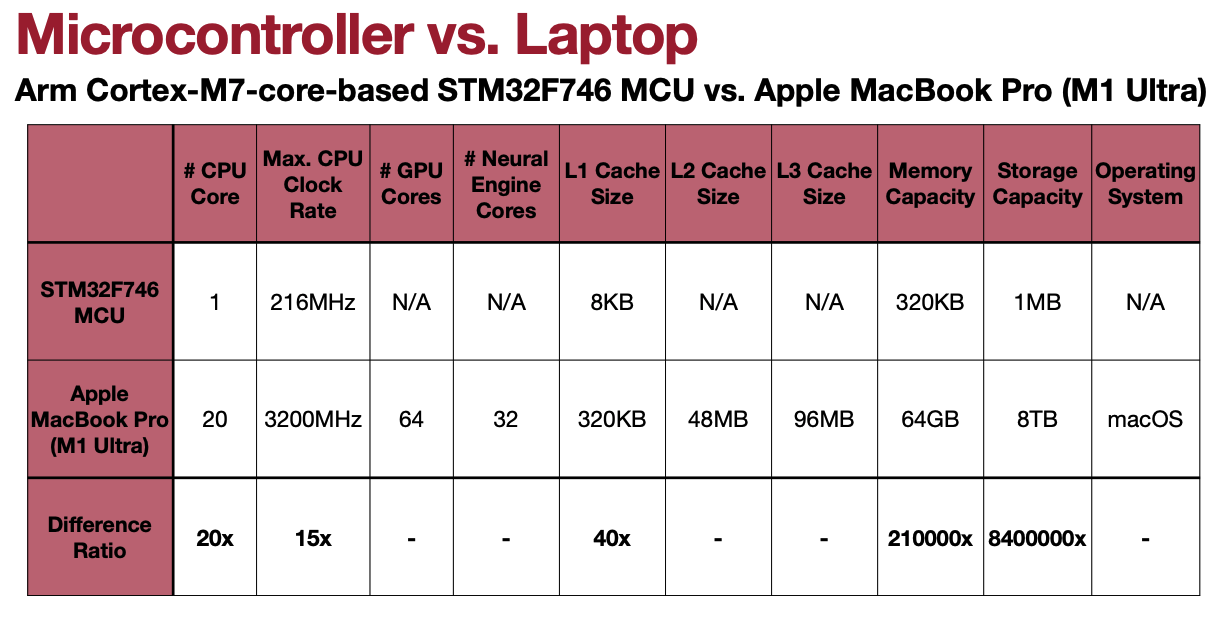 Microcontroller vs. Laptop
Arm Cortex-M7-core-based STM32F746 MCU vs. Apple MacBook Pro (M1 Ultra)
# CPU Core
Max. CPU Clock Rate
# GPU Cores
# Neural Engine Cores
L1 Cache Size
L2 Cache Size
L3 Cache Size
Memory Capacity
Storage Capacity
Operating System
STM32F746 MCU
1
216MHz
N/A
N/A
8KB
N/A
N/A
320KB
1MB
N/A
Apple MacBook Pro (M1 Ultra)
20
3200MHz
64
32
320KB
48MB
96MB
64GB
8TB
macOS
Difference Ratio
20x
15x
-
-
40x
-
-
210000x
8400000x
-